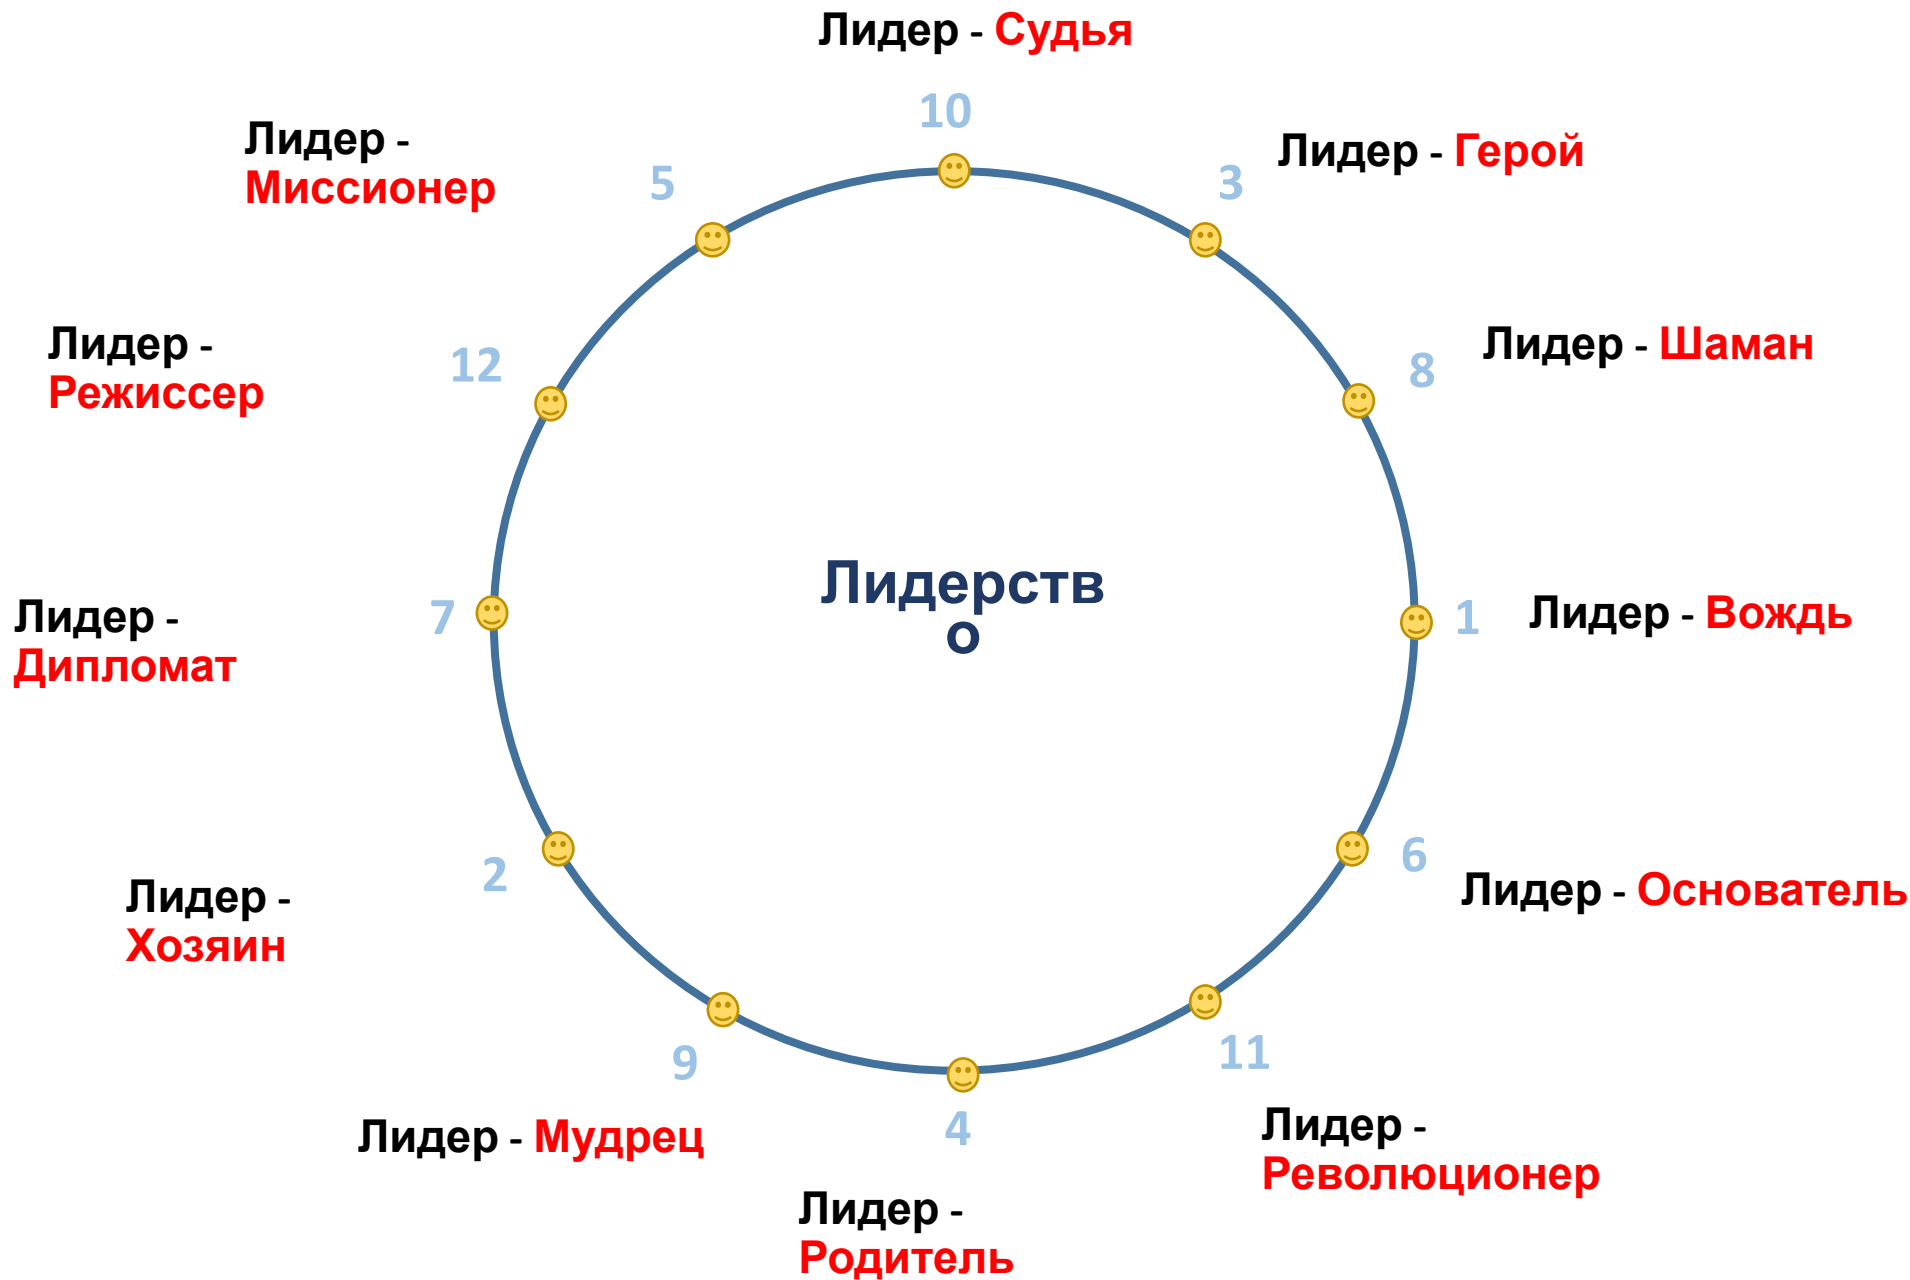 Лидер - Судья
10
Лидер - Герой
3
Лидер -
Миссионер
5
Лидер - Шаман
8
Лидер -
Режиссер
12
Лидерств
о
Лидер - Вождь
1
Лидер -
Дипломат
7
Лидер - Основатель
6
Лидер -
Хозяин
2
Лидер -
Революционер
11
Лидер - Мудрец
9
4
Лидер -
Родитель